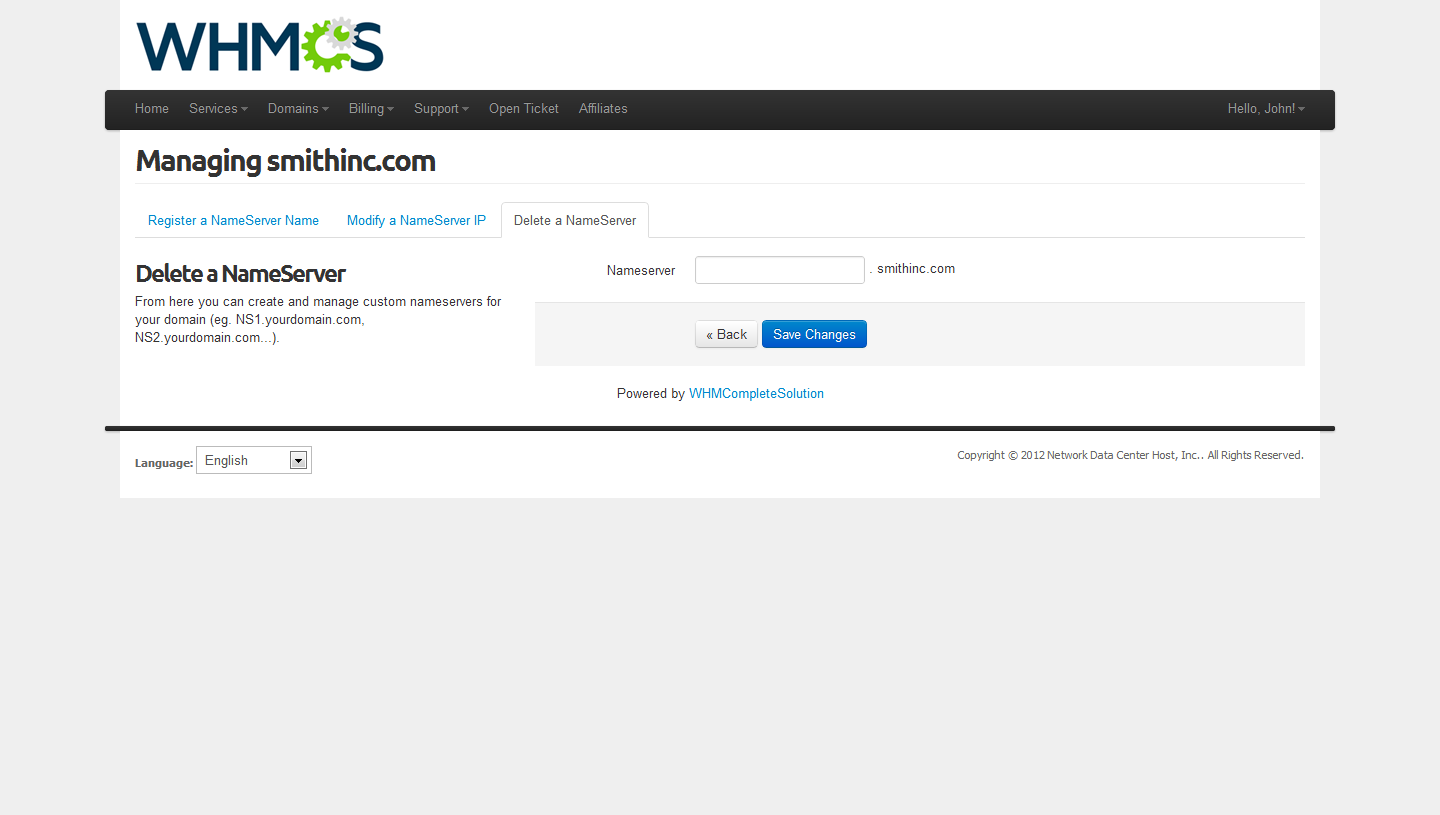 WHMCS
Home Services Domains Billing Support Open Ticket Affiliates Hello, John!
Managing smithinc.com
Register a NameServer Name Modify a NameServer IP Delete a NameServer
Delete a NameServer
From here you can create and manage custom nameservers for
your domain (eg. NS1.yourdomain.com,
NS2.yourdomain.com...).
Nameserver . smithinc.com
« Back Save Changes
Powered by WHMCompleteSolution
Language: English
Copyright © 2012 Network Data Center Host, Inc.. All Rights Reserved.